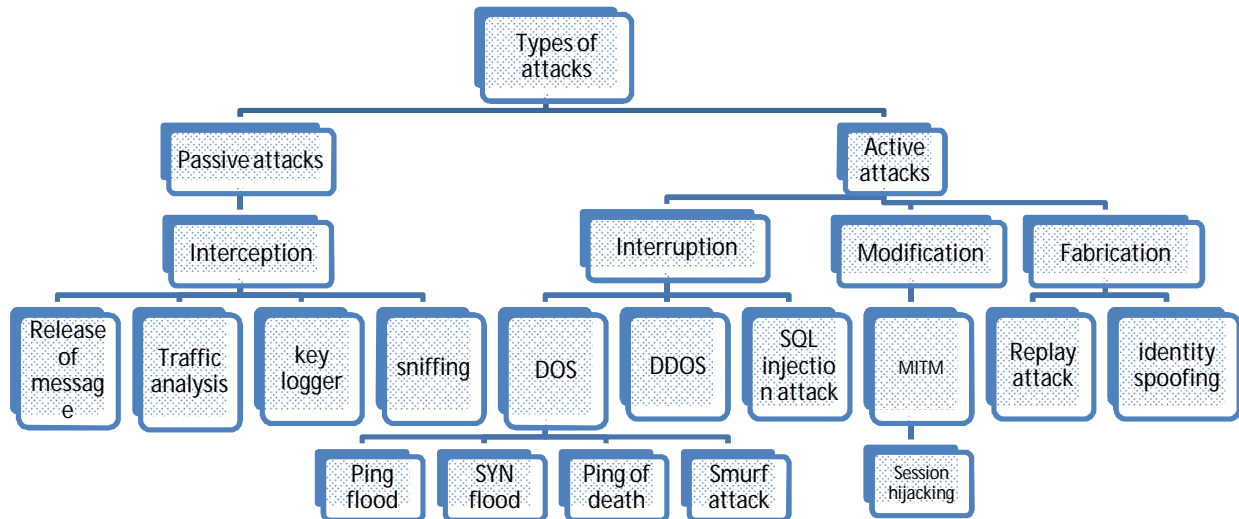 Types of
attacks
Passive attacks
Active
attacks
Interception
Interruption
Modification
Fabrication
Release
of
messag
e
Traffic
analysis
key
logger
sniffing
DOS
DDOS
SQL
injectio
n attack
MITM
Replay
attack
identity
spoofing
Ping
flood
SYN
flood
Ping of
death
Smurf
attack
Session
hijacking